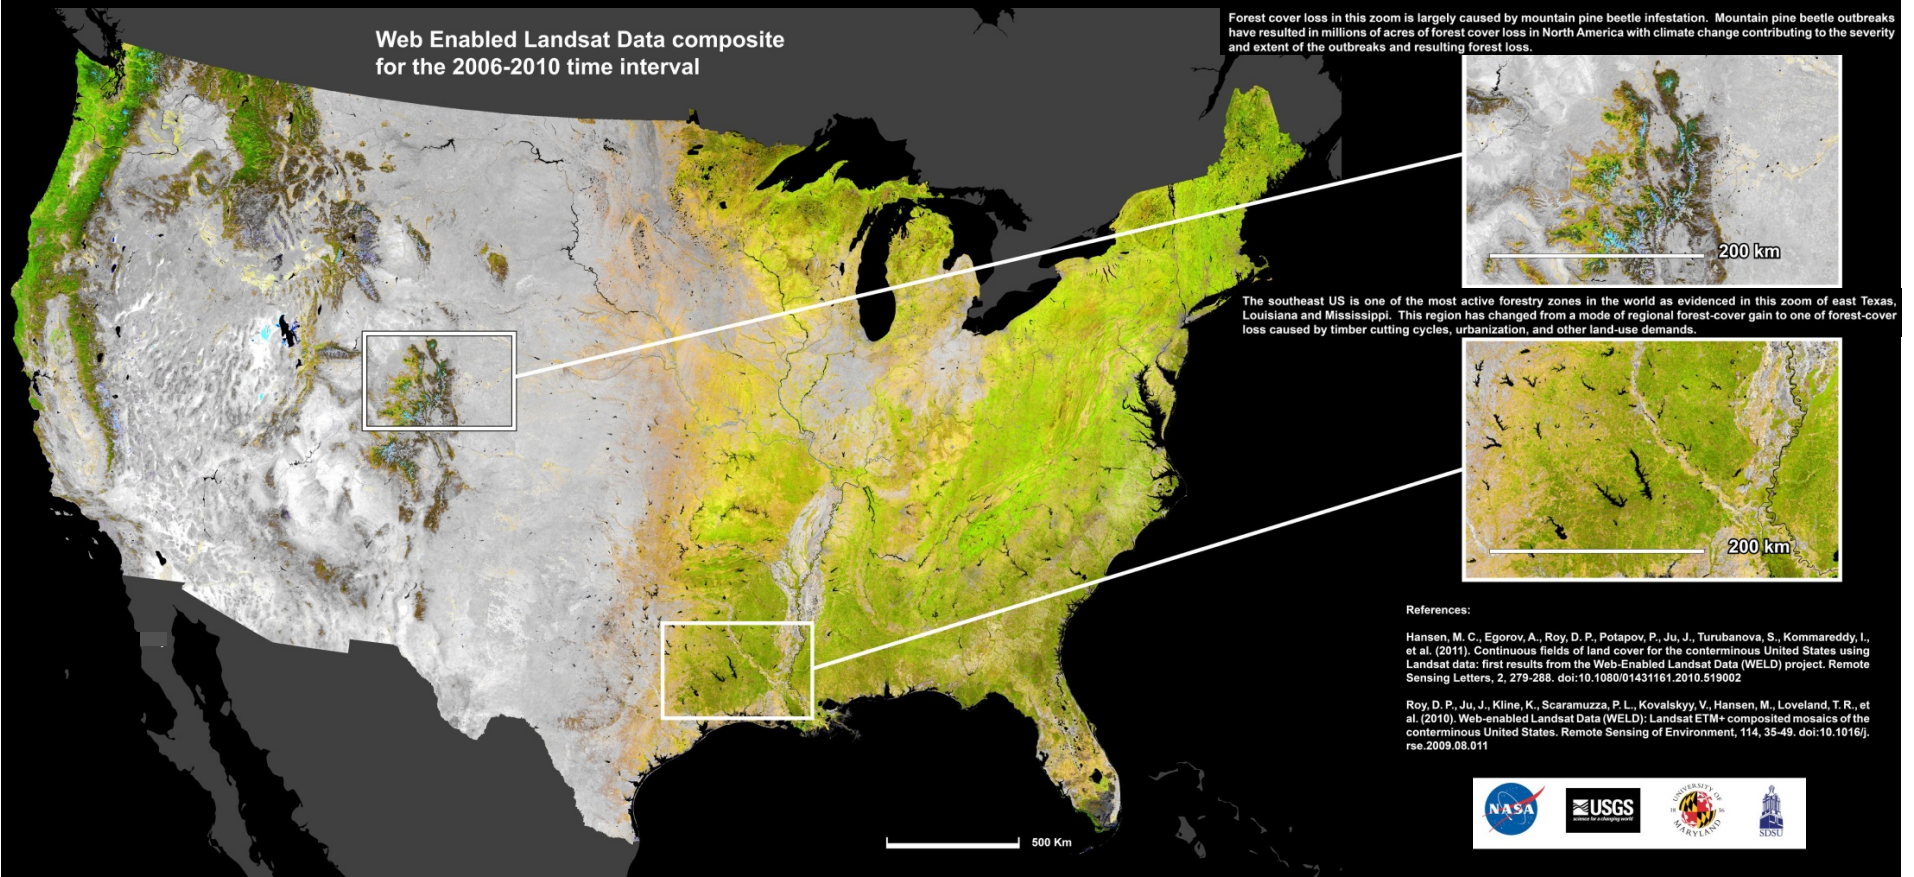 Web Enabled Landsat Data composite
for the 2006-2010 time interval
Forest cover loss in this zoom is largely caused by mountain pine beetle infestation. Mountain pine beetle outbreaks
have resulted in millions of acres of forest cover loss in North America with climate change contributing to the severity
and extent of the outbreaks and resulting forest loss.
200 km
The southeast US is one of the most active forestry zones in the world as evidenced in this zoom of east Texas,
Louisiana and Mississippi. This region has changed from a mode of regional forest-cover gain to one of forest-cover
loss caused by timber cutting cycles, urbanization, and other land-use demands.
200 km
References:
Hansen, M. C., Egorov, A., Roy, D. P., Potapov, P., Ju, J., Turubanova, S., Kommareddy, I.,
et al. (2011). Continuous fields of land cover for the conterminous United States using
Landsat data: first results from the Web-Enabled Landsat Data (WELD) project. Remote
Sensing Letters, 2, 279-288. doi:10.1080/01431161.2010.519002
Roy, D. P., Ju, J., Kline, K., Scaramuzza, P. L., Kovalskyy, V., Hansen, M., Loveland, T. R., et
al. (2010). Web-enabled Landsat Data (WELD): Landsat ETM+ composited mosaics of the
conterminous United States. Remote Sensing of Environment, 114, 35-49. doi:10.1016/j.
rse.2009.08.011
NASA
USGS
science for a changing world
UNIVERSITY OF
18 56
MARYLAND
SDSU
500 Km